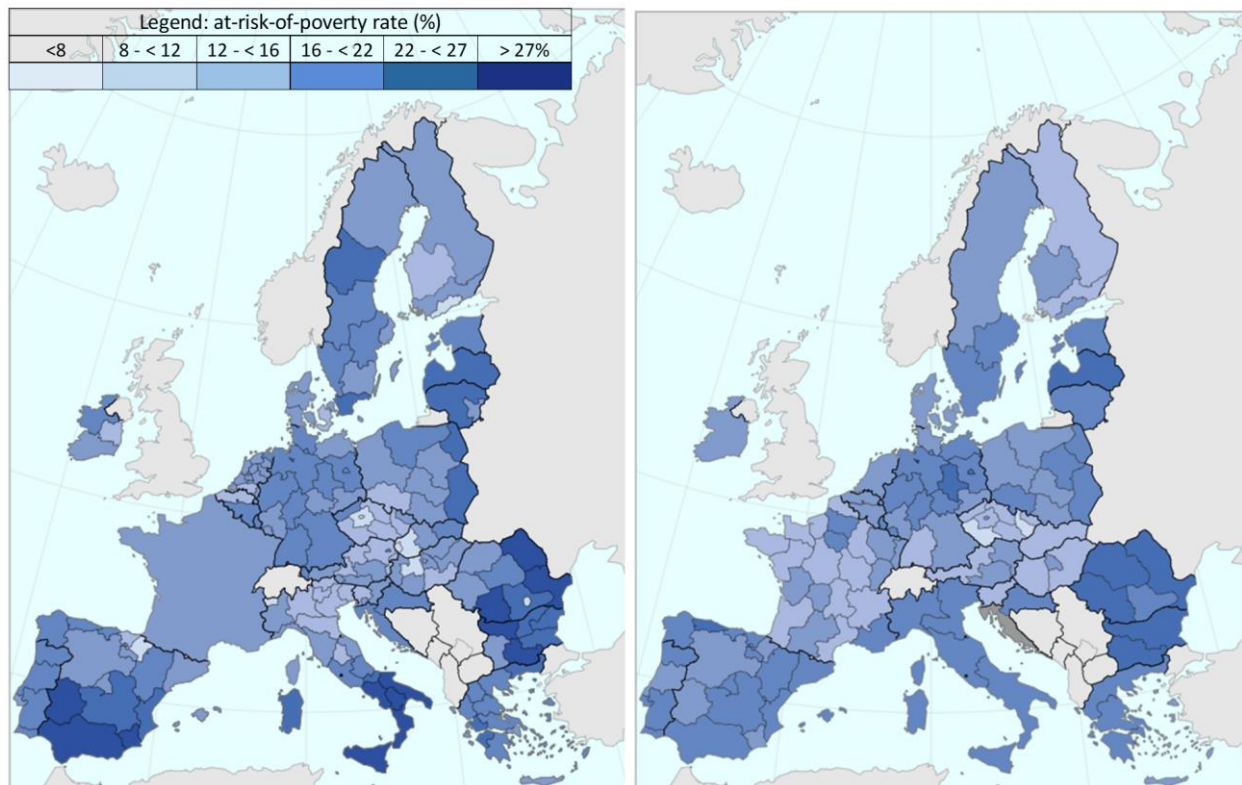 Legend: at-risk-of-poverty rate (%)
<8 8 - < 12 12 - < 16 16 - < 22 22 - < 27 > 27%